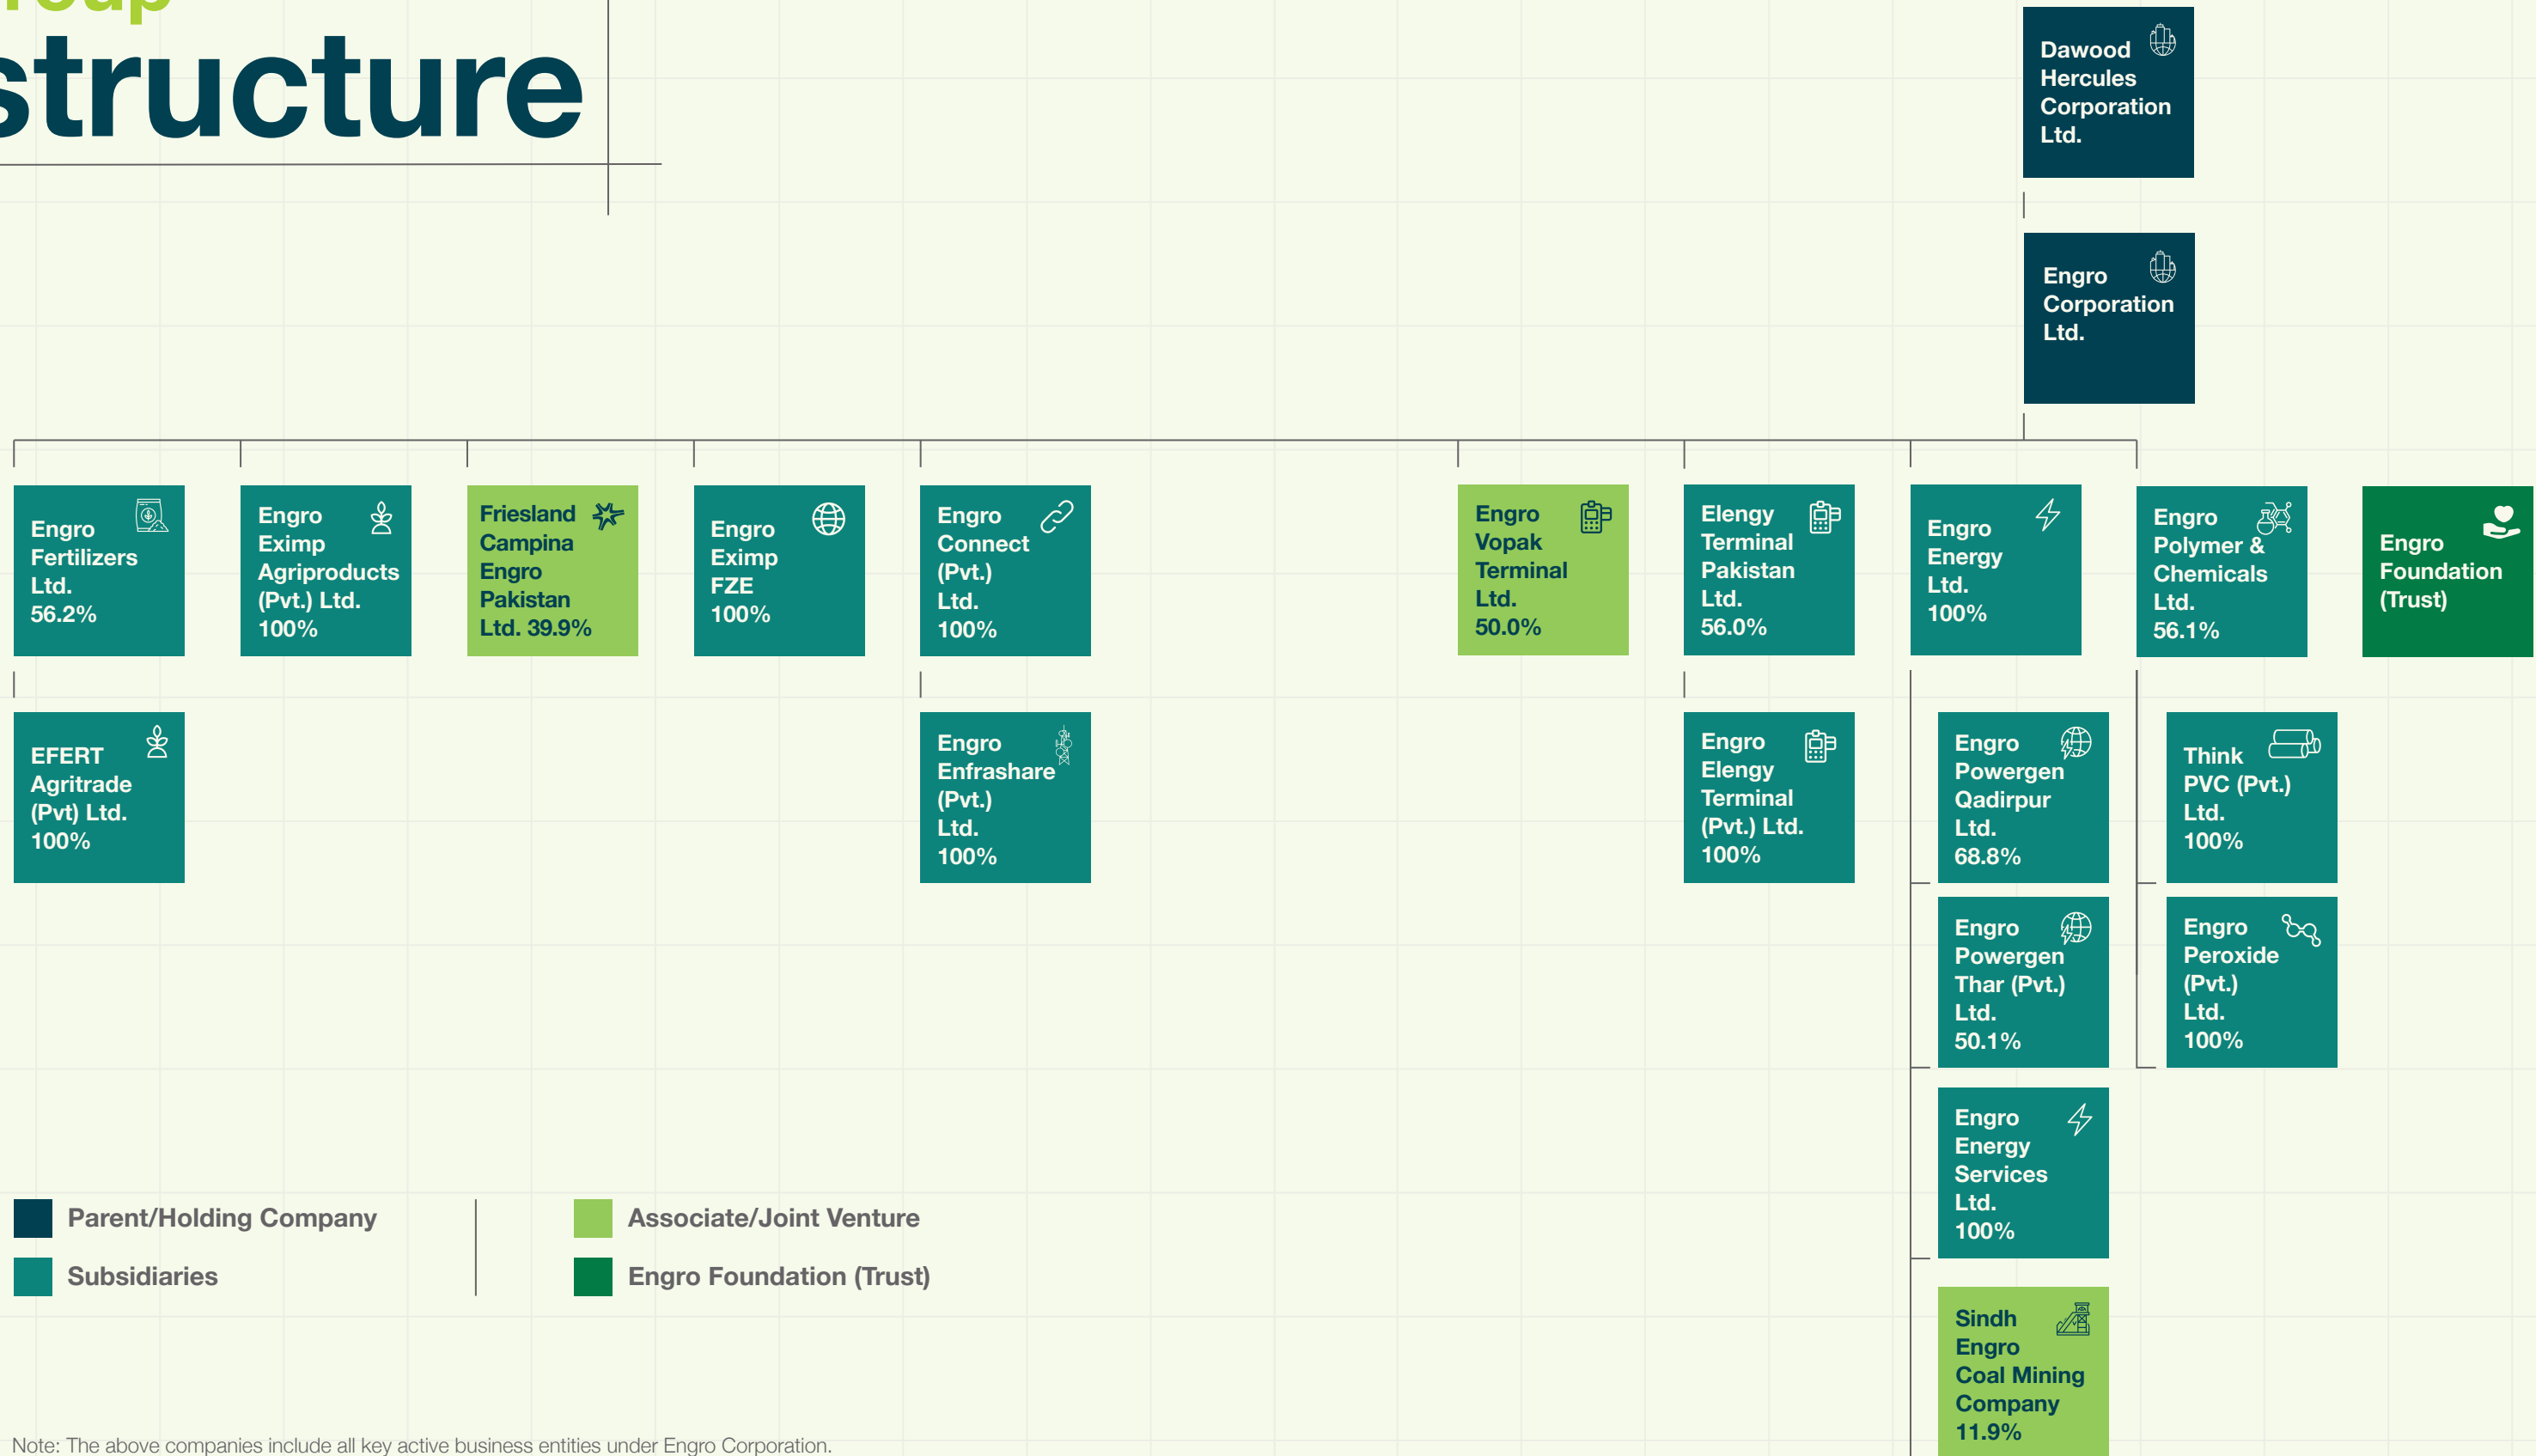 structure
Dawood
Hercules
Corporation
Ltd.
Engro
Corporation
Ltd.
Engro
Fertilizers
Ltd.
56.2%
Engro
Eximp
Agriproducts
(Pvt.) Ltd.
100%
Friesland
Campina
Engro
Pakistan
Ltd. 39.9%
Engro
Eximp
FZE
100%
Engro
Connect
(Pvt.)
Ltd.
100%
Engro
Vopak
Terminal
Ltd.
50.0%
Elengy
Terminal
Pakistan
Ltd.
56.0%
Engro
Energy
Ltd.
100%
Engro
Polymer &
Chemicals
Ltd.
56.1%
Engro
Foundation
(Trust)
EFERT
Agritrade
(Pvt) Ltd.
100%
Engro
Enfrashare
(Pvt.)
Ltd.
100%
Engro
Elengy
Terminal
(Pvt.) Ltd.
100%
Engro
Powergen
Qadirpur
Ltd.
68.8%
Think
PVC (Pvt.)
Ltd.
100%
Engro
Powergen
Thar (Pvt.)
Ltd.
50.1%
Engro
Peroxide
(Pvt.)
Ltd.
100%
Engro
Energy
Services
Ltd.
100%
Sindh
Engro
Coal Mining
Company
11.9%
Parent/Holding Company
Subsidiaries
Associate/Joint Venture
Engro Foundation (Trust)
Note: The above companies include all key active business entities under Engro Corporation.